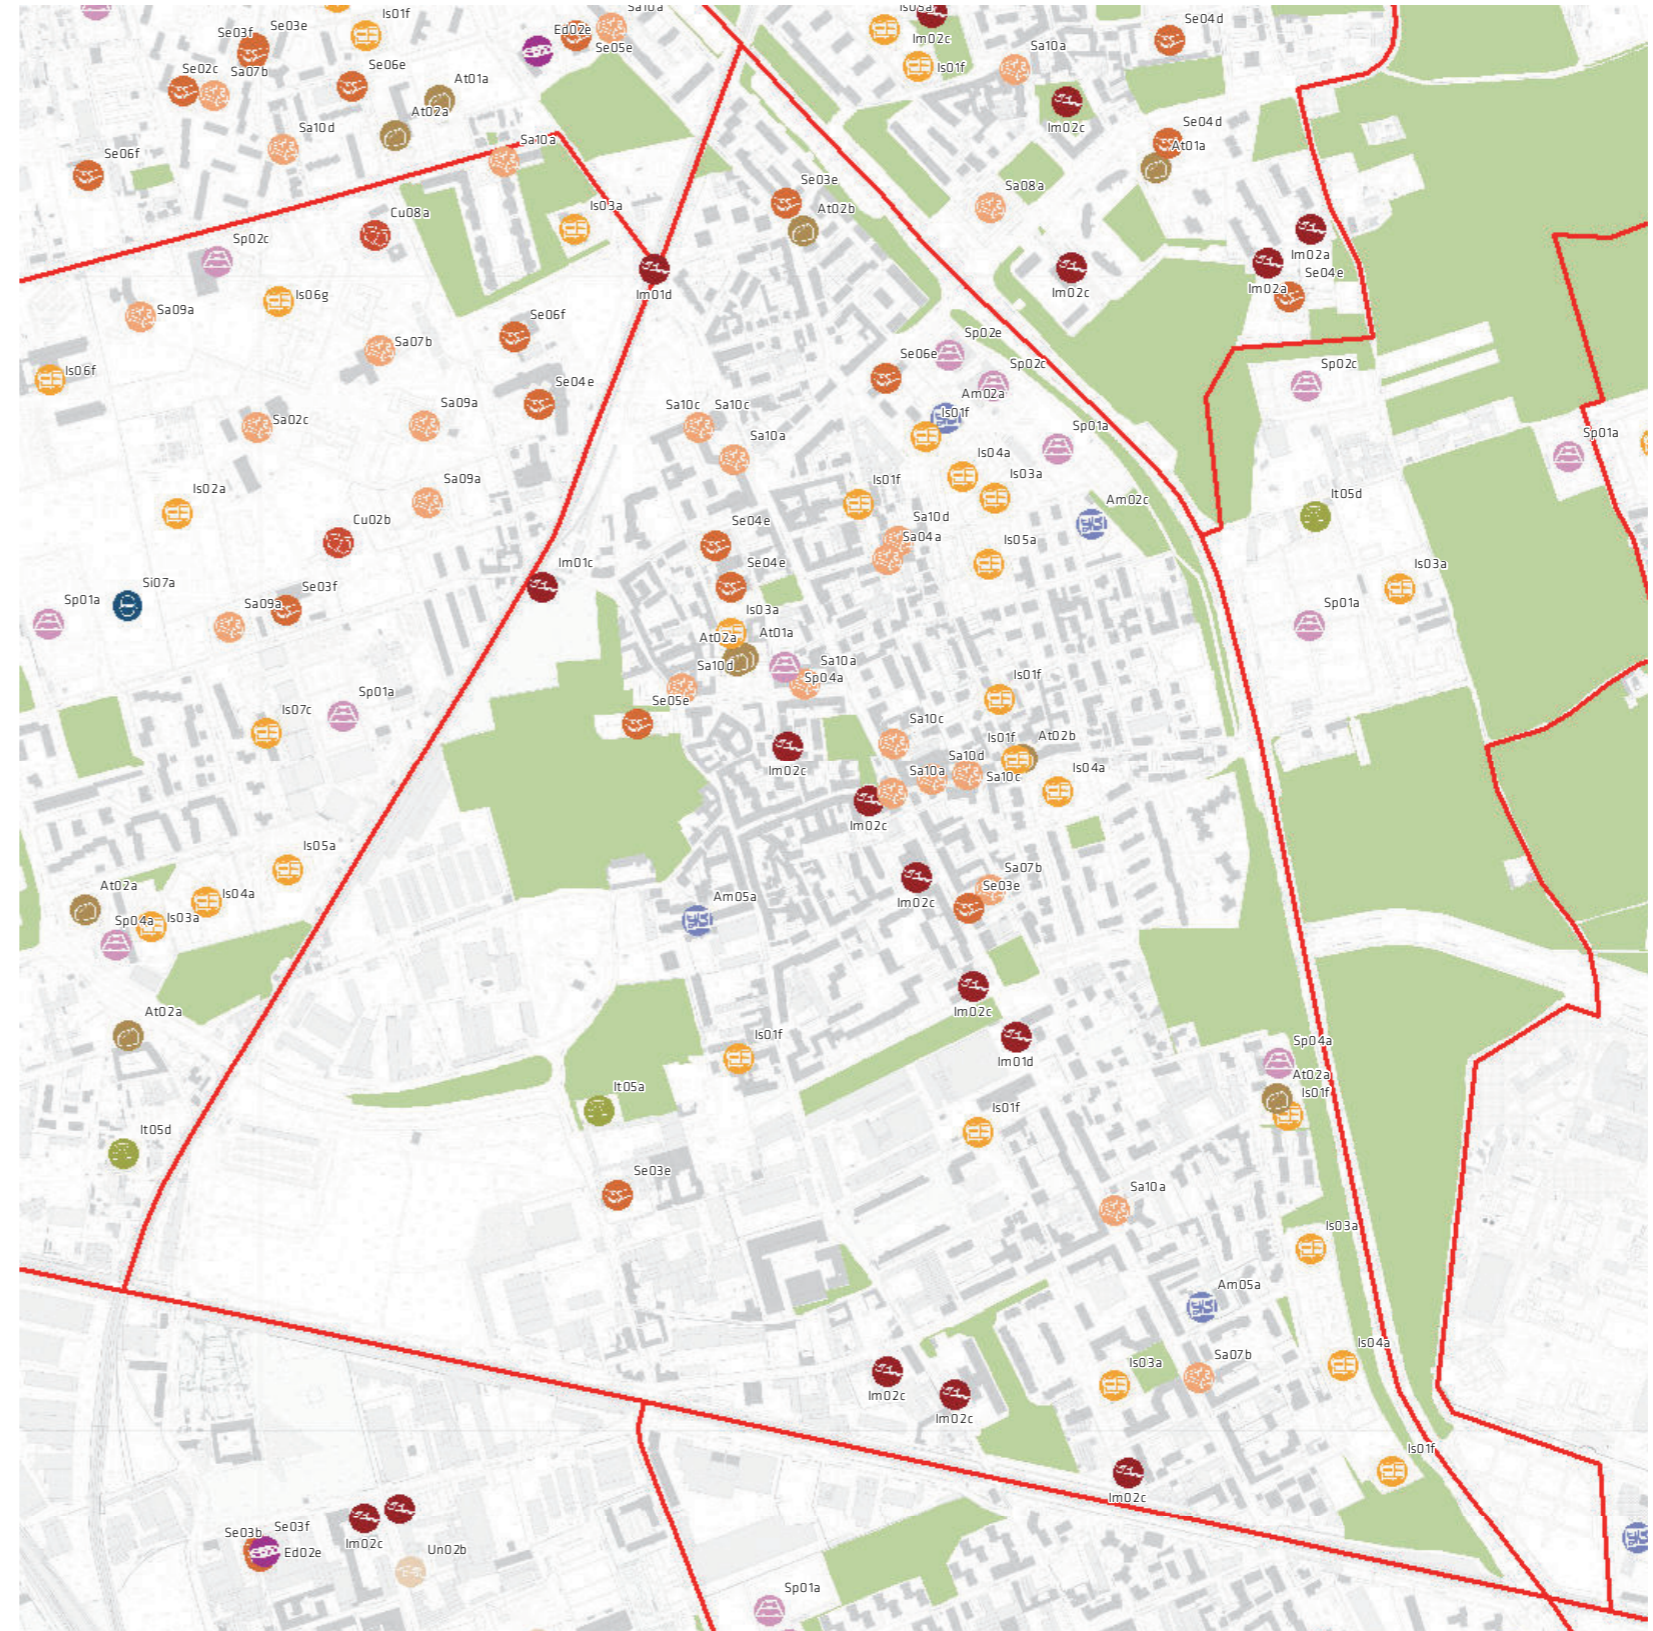 Is01f
Se03e
Se03f
Ed02e
Se05e
Sa10a
Is03a
Im02c
Is01f
Sa10a
Se04d
Se02c
Sa07b
Se06e
At01a
At02a
Im02c
Se04d
At01a
Sa10d
Sa10a
Se06f
Se03e
Sa08a
Cu08a
Is03a
At02b
Sp02c
Im02a
Im01d
Im02c
Im02a
Se04e
Is06g
Sa09a
Se06f
Sp02e
Sa07b
Se06e
Sp02c
Sp02c
Is06f
Se04e
Am02a
Sa09a
Sa10c
Sa10c
Is01f
Sa02c
Sa10a
Sp01a
Sp01a
Is04a
Is03a
Sa09a
Is01f
Is02a
It05d
Am02c
Cu02b
Se04e
Sa10d
Sa04a
Is05a
Im01c
Se04e
Is03a
Si07a
Se03f
Sp01a
Sa09a
Is03a
Sp01a
At02a
At01a
Sa10d
Sa10a
Sp04a
Is01f
Sp01a
Se05e
Is07c
Sa10c
Is01f
At02b
Im02c
Sa10d
Sa10a
Sa10c
Is04a
Im02c
Is05a
Sa07b
At02a
Is04a
Se03e
Im02c
Am05a
Sp04a
Is03a
At02a
Im02c
Is01f
Im01d
Sp04a
At02a
It05a
Is01f
Is01f
It05d
Se03e
Sa10a
Is03a
Am05a
Is04a
Is03a
Sa07b
Im02c
Im02c
Is01f
Im02c
Se03b
Se03f
Im02c
Ed02e
Un02b
Sp01a